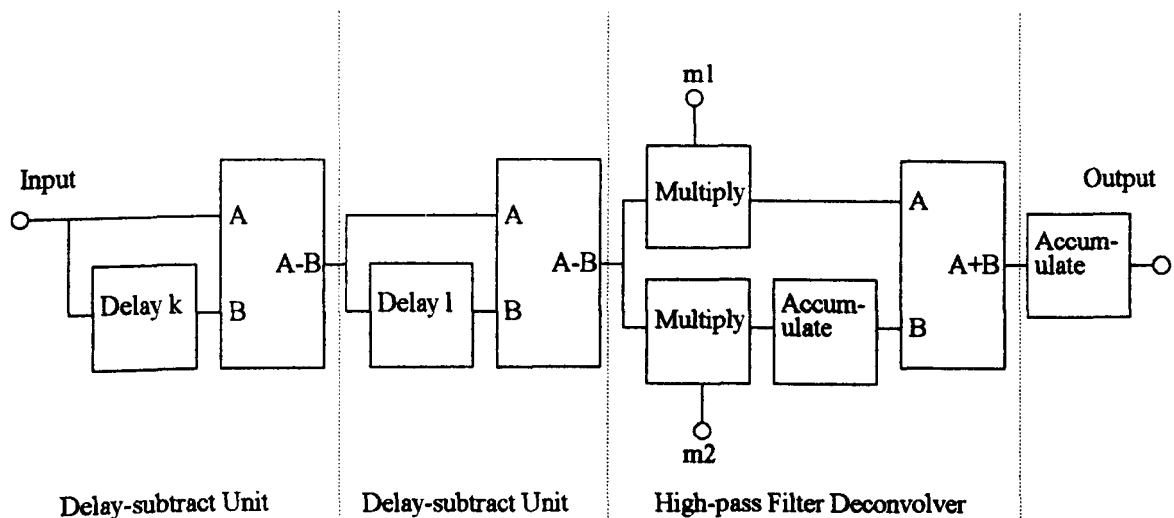 m1
Input
Multiply
Output
A
A
A
Accum-
ulate
A-B
A-B
A+B
Delay k
B
Delay l
B
Multiply
Accum-
ulate
B
m2
Delay-subtract Unit
Delay-subtract Unit
High-pass Filter Deconvolver